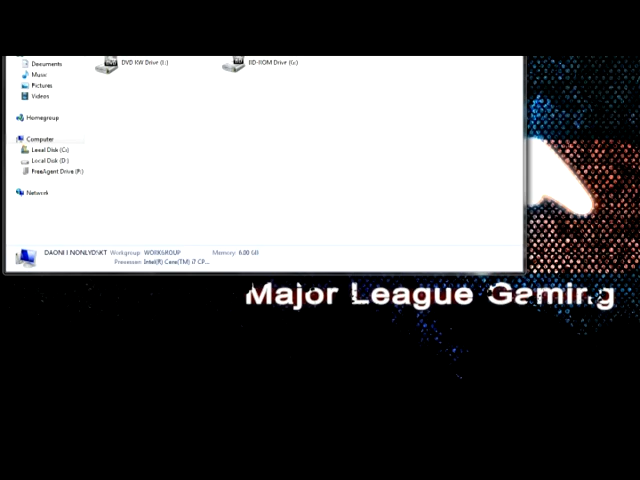 Documents
DVD RW Drive (E:)
BD-ROM Drive (G:)
Music
Pictures
Videos
Homegroup
Computer
Local Disk (C:)
Local Disk (D:)
FreeAgent Drive (F:)
Network
Workgroup: WORKGROUP
Memory: 6.00 GB
Processor: Intel(R) Core(TM) i7 CP...
Major League Gaming